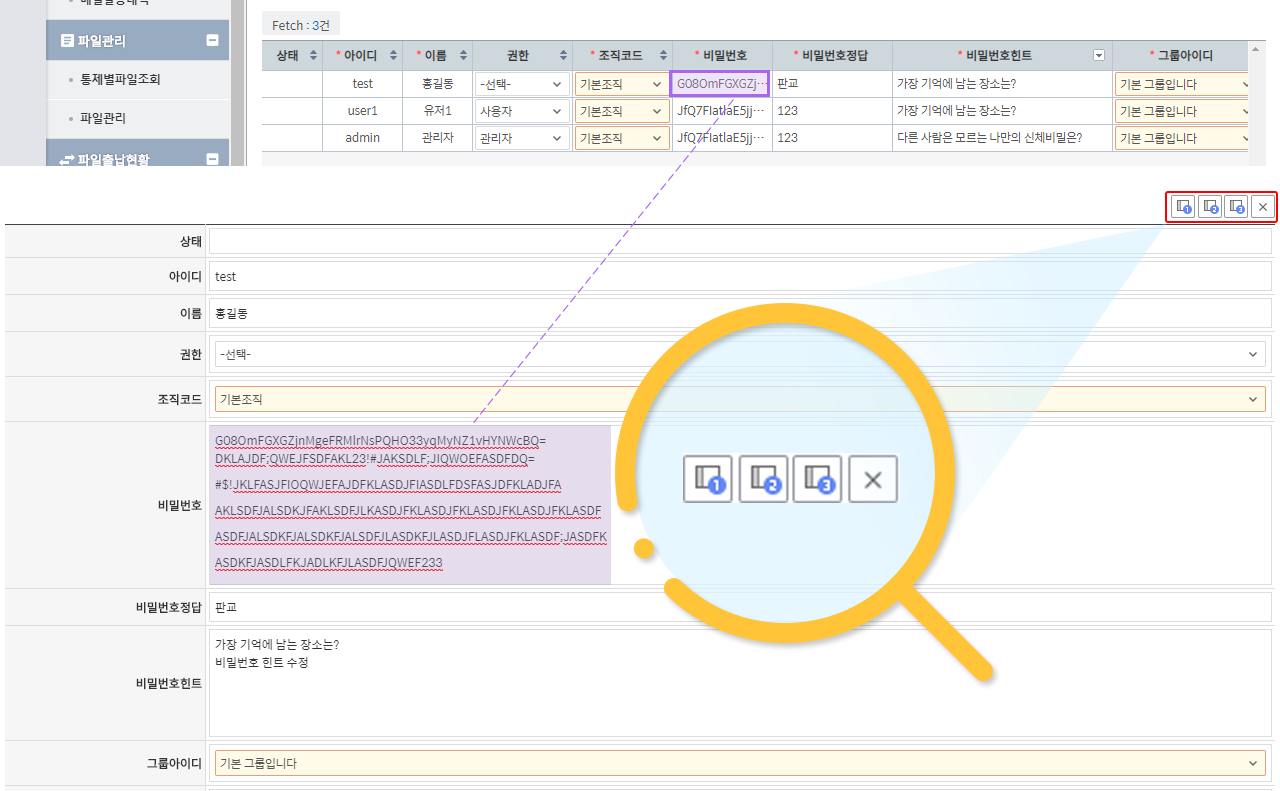 파일관리
통제별파일조회
파일관리
파일출납현황
Fetch : 3건
상태 * 아이디 * 이름 권한 * 조직코드 * 비밀번호 * 비밀번호정답 * 비밀번호힌트 * 그룹아이디
test 홍길동 -선택- 기본조직 G08OmFGXGZj… 판교 가장 기억에 남는 장소는? 기본 그룹입니다
user1 유저1 사용자 기본조직 JfQ7FIatlaE5jj… 123 가장 기억에 남는 장소는? 기본 그룹입니다
admin 관리자 관리자 기본조직 JfQ7FIatlaE5jj… 123 다른 사람은 모르는 나만의 신체비밀은? 기본 그룹입니다
1 2 3
상태
아이디 test
이름 홍길동
권한 -선택-
조직코드 기본조직
비밀번호
G08OmFGXGZjnMgeFRMlrNsPQHO33yqMyNZ1vHYNWcBQ=
DKLAJDF;QWEJFSDFAKL23!#JAKSDLF;JIQWOEFASDFDQ=
#$!JKLFASJFIOQWJEFAJDFKLASDJFIASDLFDSFASJDFKLADJFA
AKLSDFJALSDKJFAKLSDFJLKASDJFKLASDJFKLASDJFKLASDJFKLASDF
ASDFJALSDKFJALSDKFJALSDFJLASDKFJLASDJFLASDJFKLASDF;JASDFK
ASDKFJASDLFKJADLKFJLASDFJQWEF233
1 2 3
비밀번호정답 판교
비밀번호힌트
가장 기억에 남는 장소는?
비밀번호 힌트 수정
그룹아이디 기본 그룹입니다